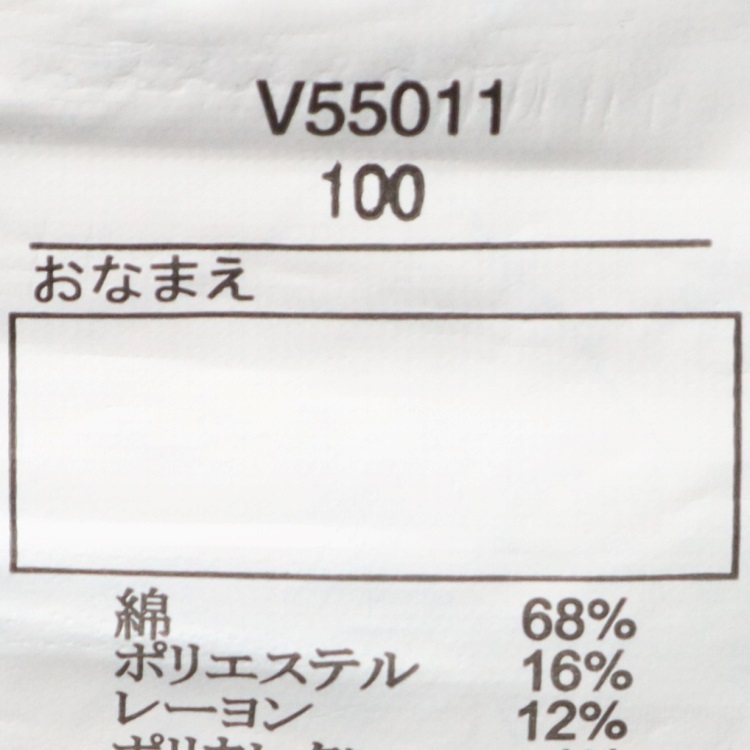 V55011
100
おなまえ
綿 68%
ポリエステル 16%
レーヨン 12%